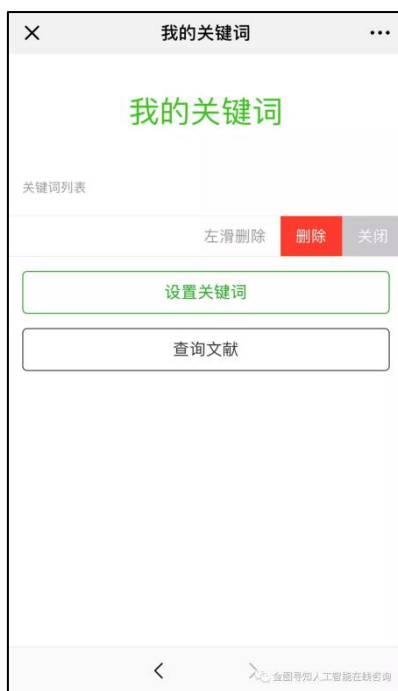 我的关键词
我的关键词
关键词列表
左滑删除 删除 关闭
设置关键词
查询文献
金图寻知人工智能在线咨询